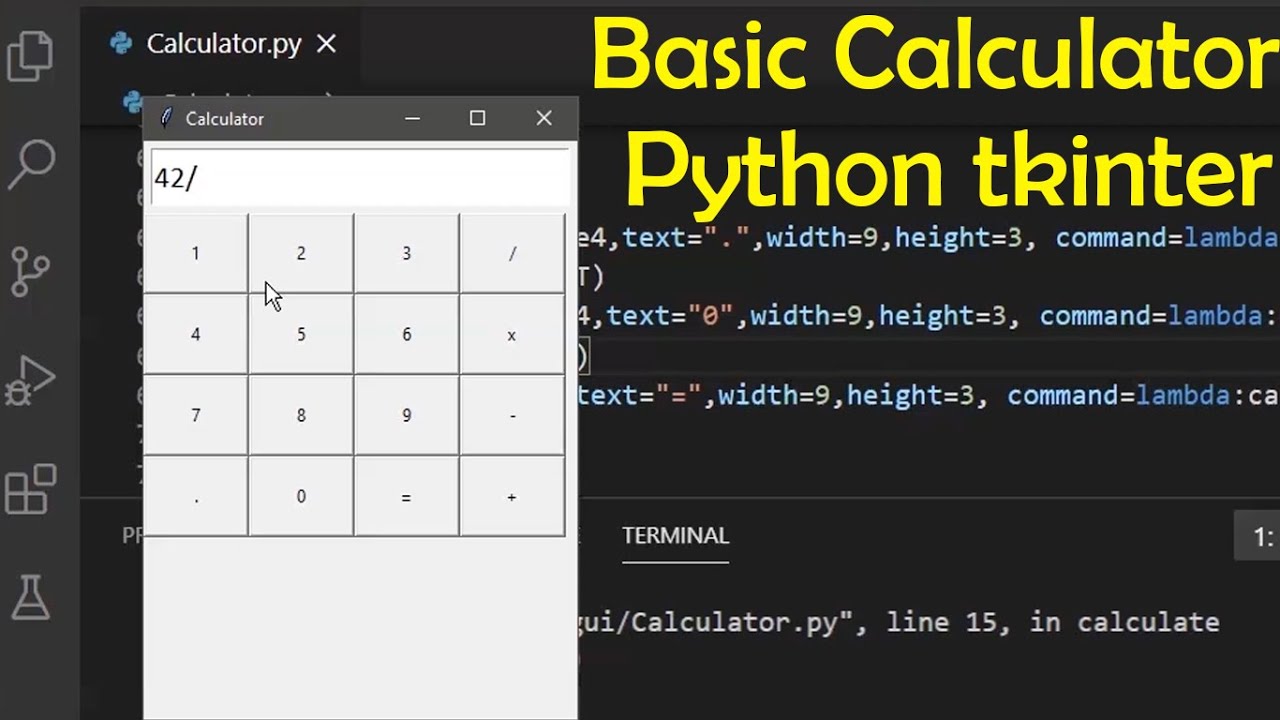 Basic Calculator
Python tkinter
Calculator.py
Calculator
42/
1 2 3 /
4 5 6 x
7 8 9 -
. 0 = +
e4,text=".",width=9,height=3, command=lambda
T)
4,text="0",width=9,height=3, command=lambda:
)
text="=",width=9,height=3, command=lambda:ca
TERMINAL
1:
gui/Calculator.py", line 15, in calculate